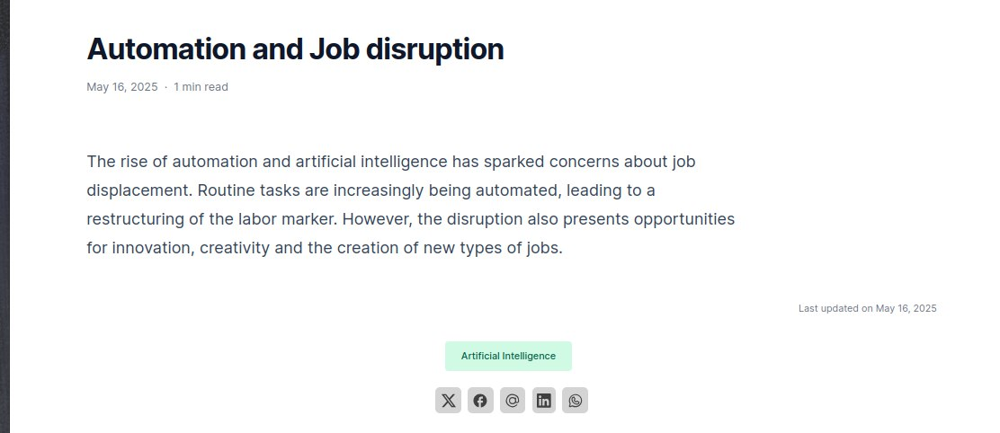 Automation and Job disruption
May 16, 2025 · 1 min read
The rise of automation and artificial intelligence has sparked concerns about job
displacement. Routine tasks are increasingly being automated, leading to a
restructuring of the labor marker. However, the disruption also presents opportunities
for innovation, creativity and the creation of new types of jobs.
Last updated on May 16, 2025
Artificial Intelligence